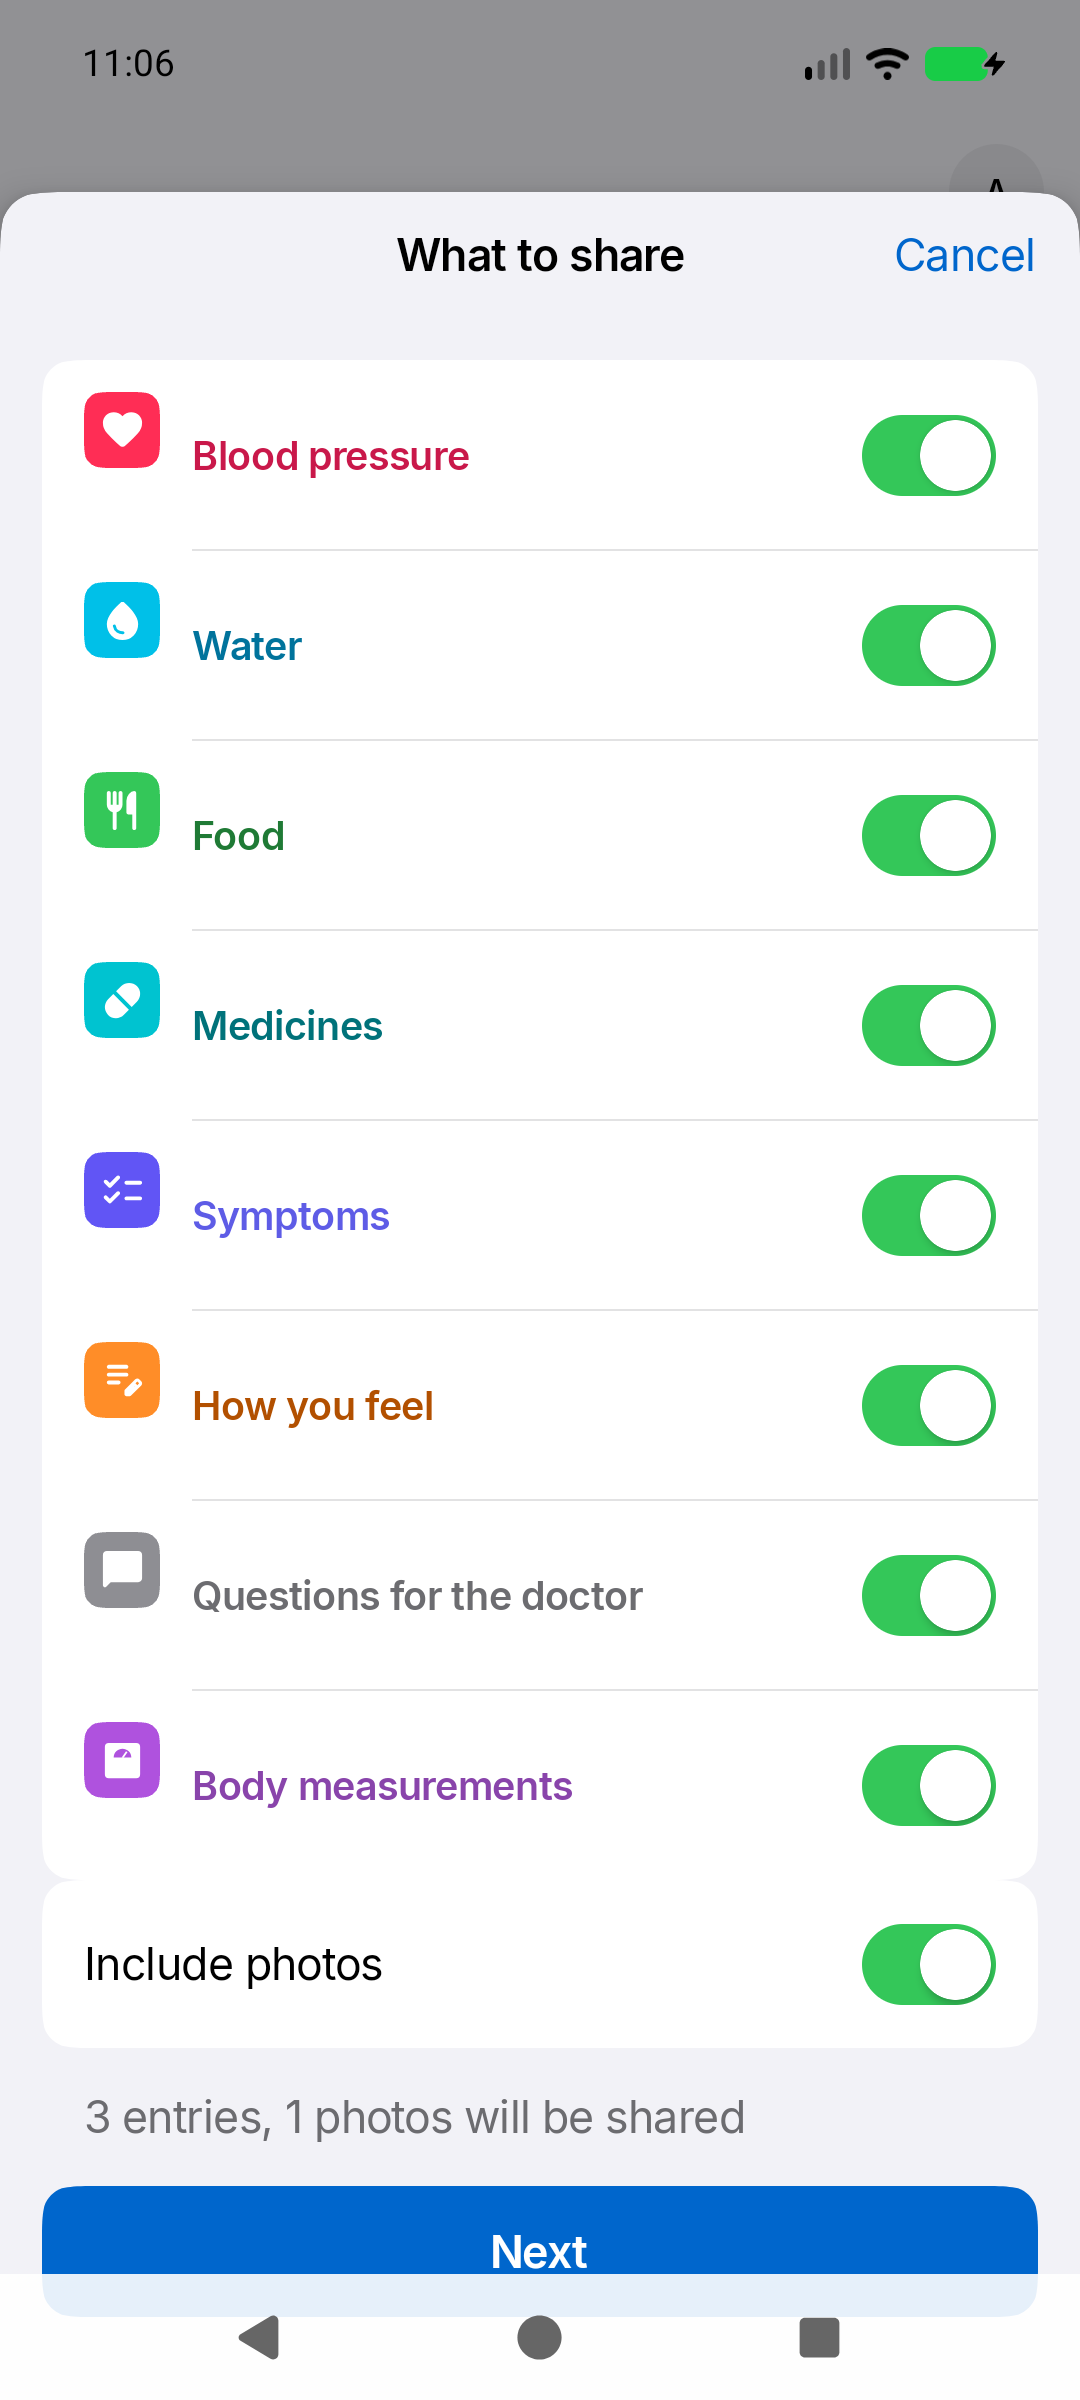 11:06
What to share
Cancel
Blood pressure
Water
Food
Medicines
Symptoms
How you feel
Questions for the doctor
Body measurements
Include photos
3 entries, 1 photos will be shared
Next